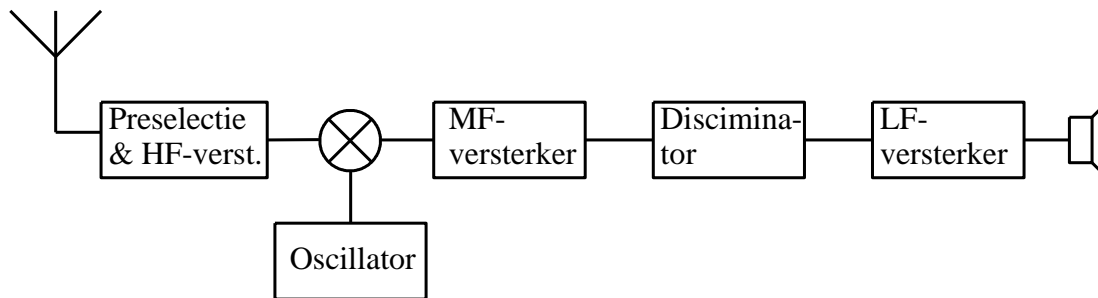 Preselectie
& HF-verst.
MF-
versterker
Discimina-
tor
LF-
versterker
Oscillator